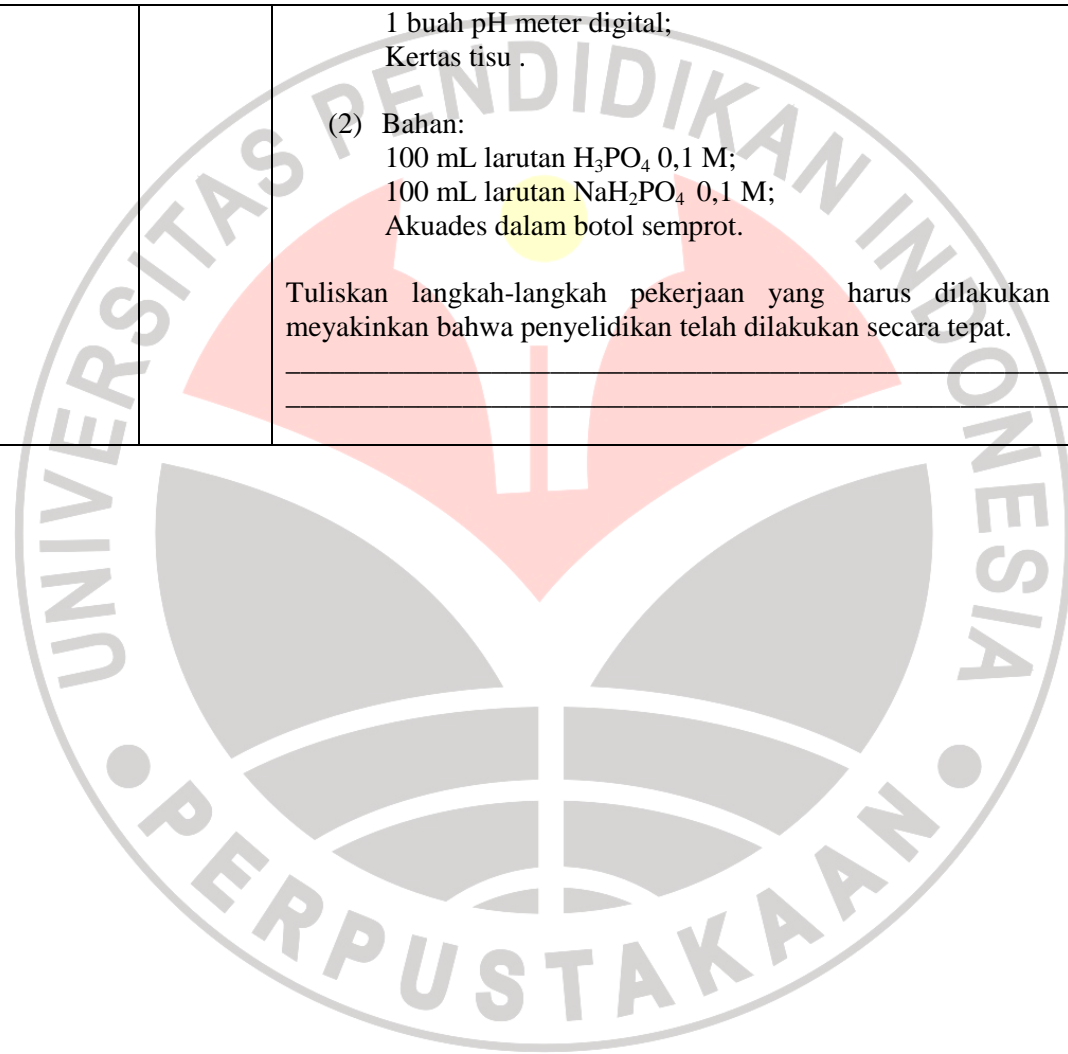 1 buah pH meter digital;
Kertas tisu .
(2) Bahan:
100 mL larutan H₃PO₄ 0,1 M;
100 mL larutan NaH₂PO₄ 0,1 M;
Akuades dalam botol semprot.
Tuliskan langkah-langkah pekerjaan yang harus dilakukan
meyakinkan bahwa penyelidikan telah dilakukan secara tepat.
UNIVERSITAS PENDIDIKAN INDONESIA
PERPUSTAKAAN